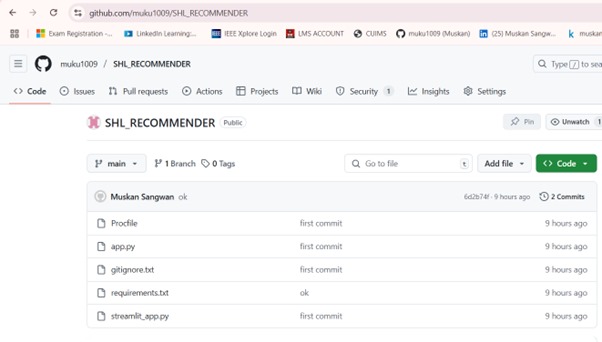 github.com/muku1009/SHL_RECOMMENDER
Exam Registration -... LinkedIn Learning:... IEEE Xplore Login LMS ACCOUNT CUIMS muku1009 (Muskan) (25) Muskan Sangw... muskan
muku1009 / SHL_RECOMMENDER Type / to sea
Code Issues Pull requests Actions Projects Wiki Security 1 Insights Settings
SHL_RECOMMENDER Public Pin Unwatch 1
main 1 Branch 0 Tags Go to file t Add file Code
Muskan Sangwan ok 6d2b74f · 9 hours ago 2 Commits
Procfile first commit 9 hours ago
app.py first commit 9 hours ago
gitignore.txt first commit 9 hours ago
requirements.txt ok 9 hours ago
streamlit_app.py first commit 9 hours ago